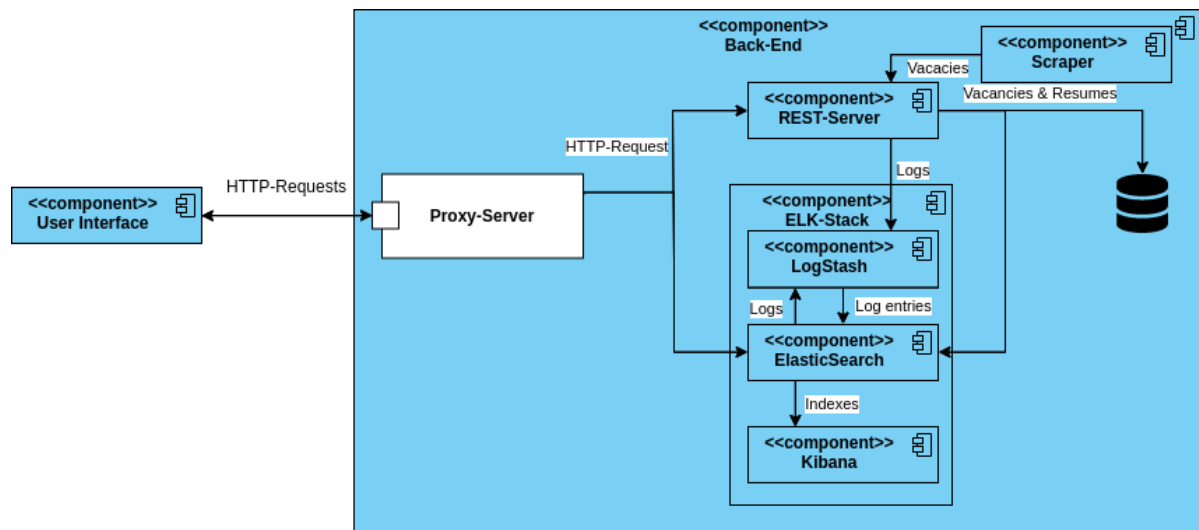 <<component>>
Back-End
<<component>>
Scraper
Vacacies
<<component>>
REST-Server
Vacancies & Resumes
HTTP-Request
Logs
HTTP-Requests
<<component>>
User Interface
Proxy-Server
<<component>>
ELK-Stack
<<component>>
LogStash
Logs
Log entries
<<component>>
ElasticSearch
Indexes
<<component>>
Kibana